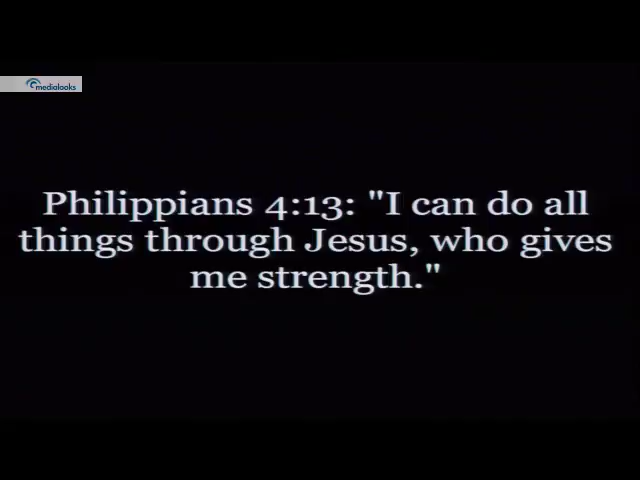 medialooks
Philippians 4:13: "I can do all
things through Jesus, who gives
me strength."